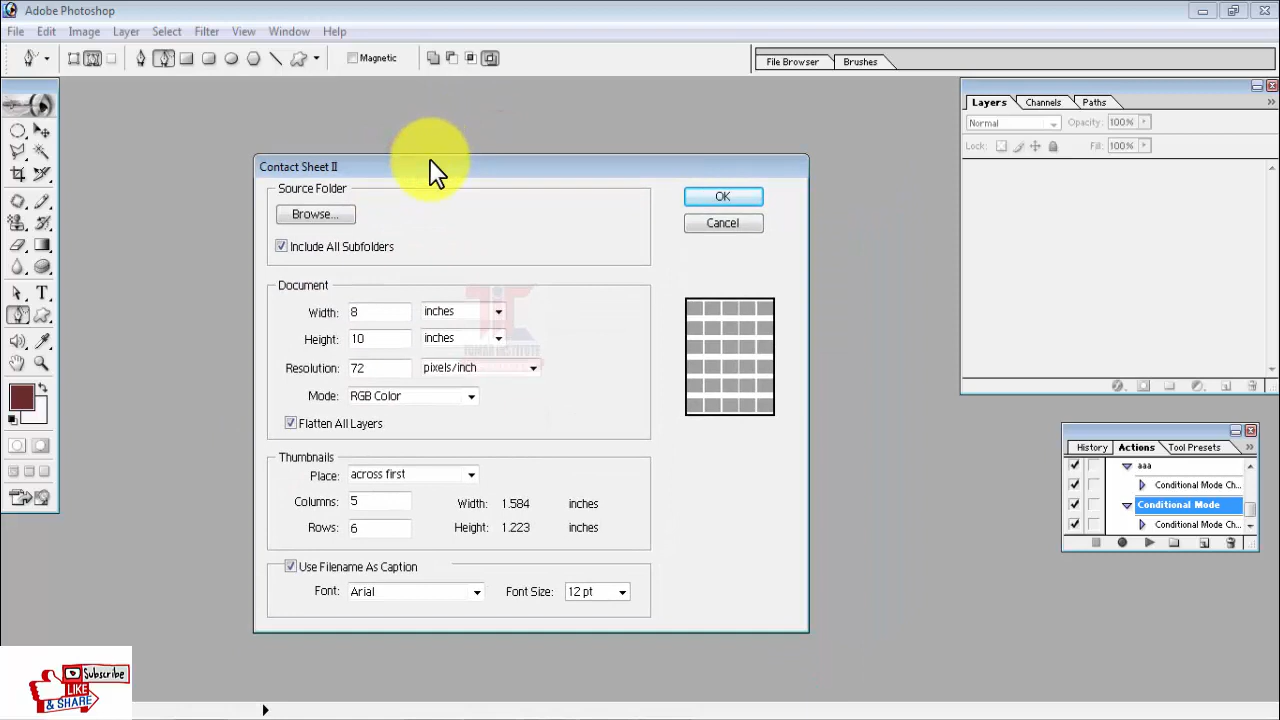 Adobe Photoshop
File Edit Image Layer Select Filter View Window Help
Magnetic
File Browser Brushes
Layers Channels Paths
Normal Opacity: 100%
Lock: Fill: 100%
Contact Sheet II
Source Folder
Browse...
Include All Subfolders
OK
Cancel
Document
Width: 8 inches
Height: 10 inches
Resolution: 72 pixels/inch
Mode: RGB Color
Flatten All Layers
Thumbnails
Place: across first
Columns: 5 Width: 1.584 inches
Rows: 6 Height: 1.223 inches
Use Filename As Caption
Font: Arial Font Size: 12 pt
History Actions Tool Presets
aaa
Conditional Mode Ch...
Conditional Mode
Conditional Mode Ch...
Subscribe
LIKE
& SHARE